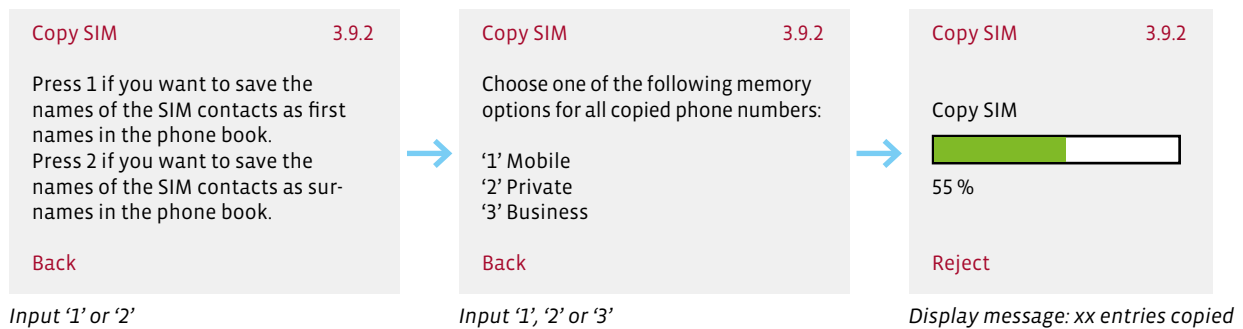 Copy SIM 3.9.2
Press 1 if you want to save the
names of the SIM contacts as first
names in the phone book.
Press 2 if you want to save the
names of the SIM contacts as sur-
names in the phone book.
Back
Input ‘1’ or ‘2’
Copy SIM 3.9.2
Choose one of the following memory
options for all copied phone numbers:
‘1’ Mobile
‘2’ Private
‘3’ Business
Back
Input ‘1’, ‘2’ or ‘3’
Copy SIM 3.9.2
Copy SIM
55 %
Reject
Display message: xx entries copied